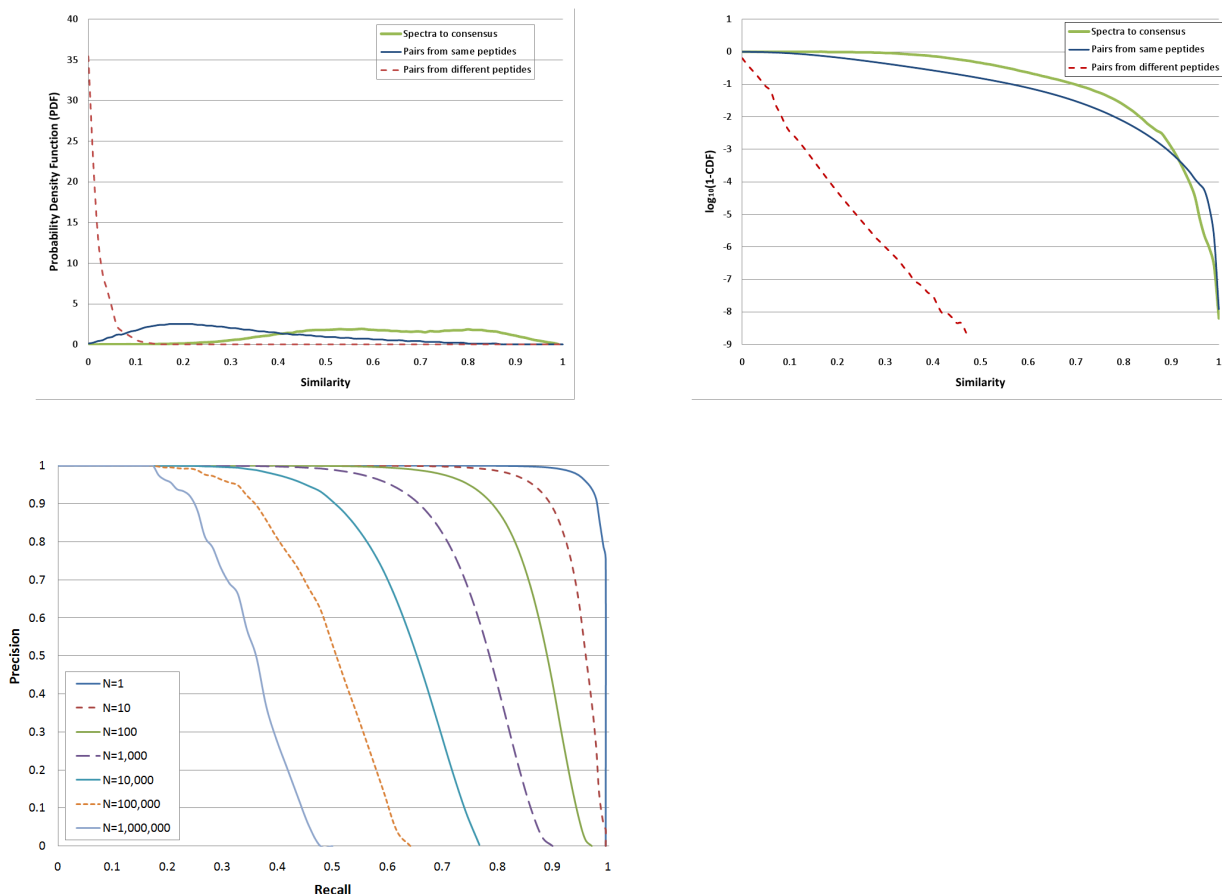 40
35
30
25
20
15
10
5
0
Probability Density Function (PDF)
Spectra to consensus
Pairs from same peptides
Pairs from different peptides
0 0.1 0.2 0.3 0.4 0.5 0.6 0.7 0.8 0.9 1
Similarity
1
0
-1
-2
-3
-4
-5
-6
-7
-8
-9
log10(1-CDF)
Spectra to consensus
Pairs from same peptides
Pairs from different peptides
0 0.1 0.2 0.3 0.4 0.5 0.6 0.7 0.8 0.9 1
Similarity
1
0.9
0.8
0.7
0.6
0.5
0.4
0.3
0.2
0.1
0
Precision
N=1
N=10
N=100
N=1,000
N=10,000
N=100,000
N=1,000,000
0 0.1 0.2 0.3 0.4 0.5 0.6 0.7 0.8 0.9 1
Recall